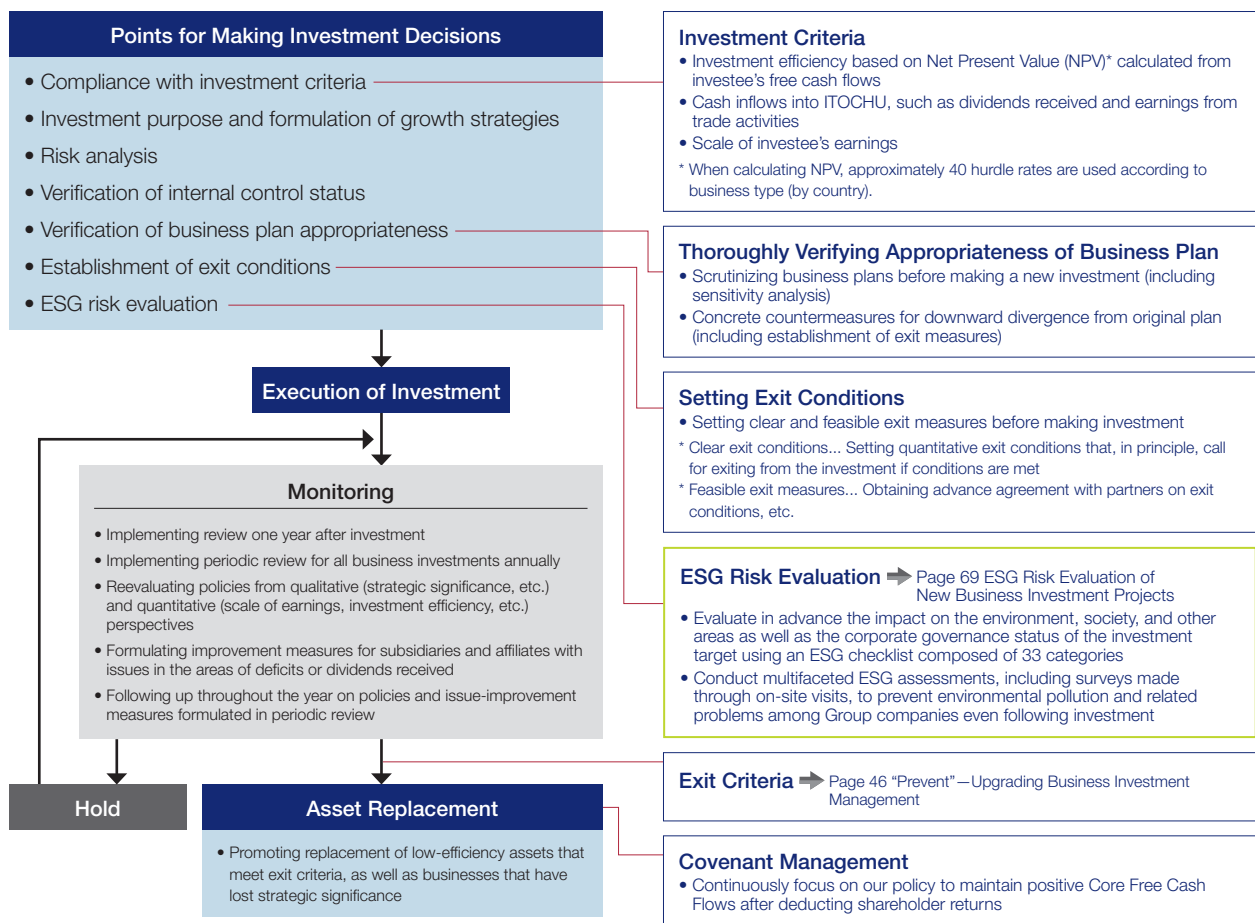 Points for Making Investment Decisions
• Compliance with investment criteria
• Investment purpose and formulation of growth strategies
• Risk analysis
• Verification of internal control status
• Verification of business plan appropriateness
• Establishment of exit conditions
• ESG risk evaluation
Execution of Investment
Monitoring
• Implementing review one year after investment
• Implementing periodic review for all business investments annually
• Reevaluating policies from qualitative (strategic significance, etc.)
and quantitative (scale of earnings, investment efficiency, etc.)
perspectives
• Formulating improvement measures for subsidiaries and affiliates with
issues in the areas of deficits or dividends received
• Following up throughout the year on policies and issue-improvement
measures formulated in periodic review
Hold
Asset Replacement
• Promoting replacement of low-efficiency assets that
meet exit criteria, as well as businesses that have
lost strategic significance
Investment Criteria
• Investment efficiency based on Net Present Value (NPV)* calculated from
investee's free cash flows
• Cash inflows into ITOCHU, such as dividends received and earnings from
trade activities
• Scale of investee's earnings
* When calculating NPV, approximately 40 hurdle rates are used according to
business type (by country).
Thoroughly Verifying Appropriateness of Business Plan
• Scrutinizing business plans before making a new investment (including
sensitivity analysis)
• Concrete countermeasures for downward divergence from original plan
(including establishment of exit measures)
Setting Exit Conditions
• Setting clear and feasible exit measures before making investment
* Clear exit conditions... Setting quantitative exit conditions that, in principle, call
for exiting from the investment if conditions are met
* Feasible exit measures... Obtaining advance agreement with partners on exit
conditions, etc.
ESG Risk Evaluation Page 69 ESG Risk Evaluation of
New Business Investment Projects
• Evaluate in advance the impact on the environment, society, and other
areas as well as the corporate governance status of the investment
target using an ESG checklist composed of 33 categories
• Conduct multifaceted ESG assessments, including surveys made
through on-site visits, to prevent environmental pollution and related
problems among Group companies even following investment
Exit Criteria Page 46 “Prevent”—Upgrading Business Investment
Management
Covenant Management
• Continuously focus on our policy to maintain positive Core Free Cash
Flows after deducting shareholder returns